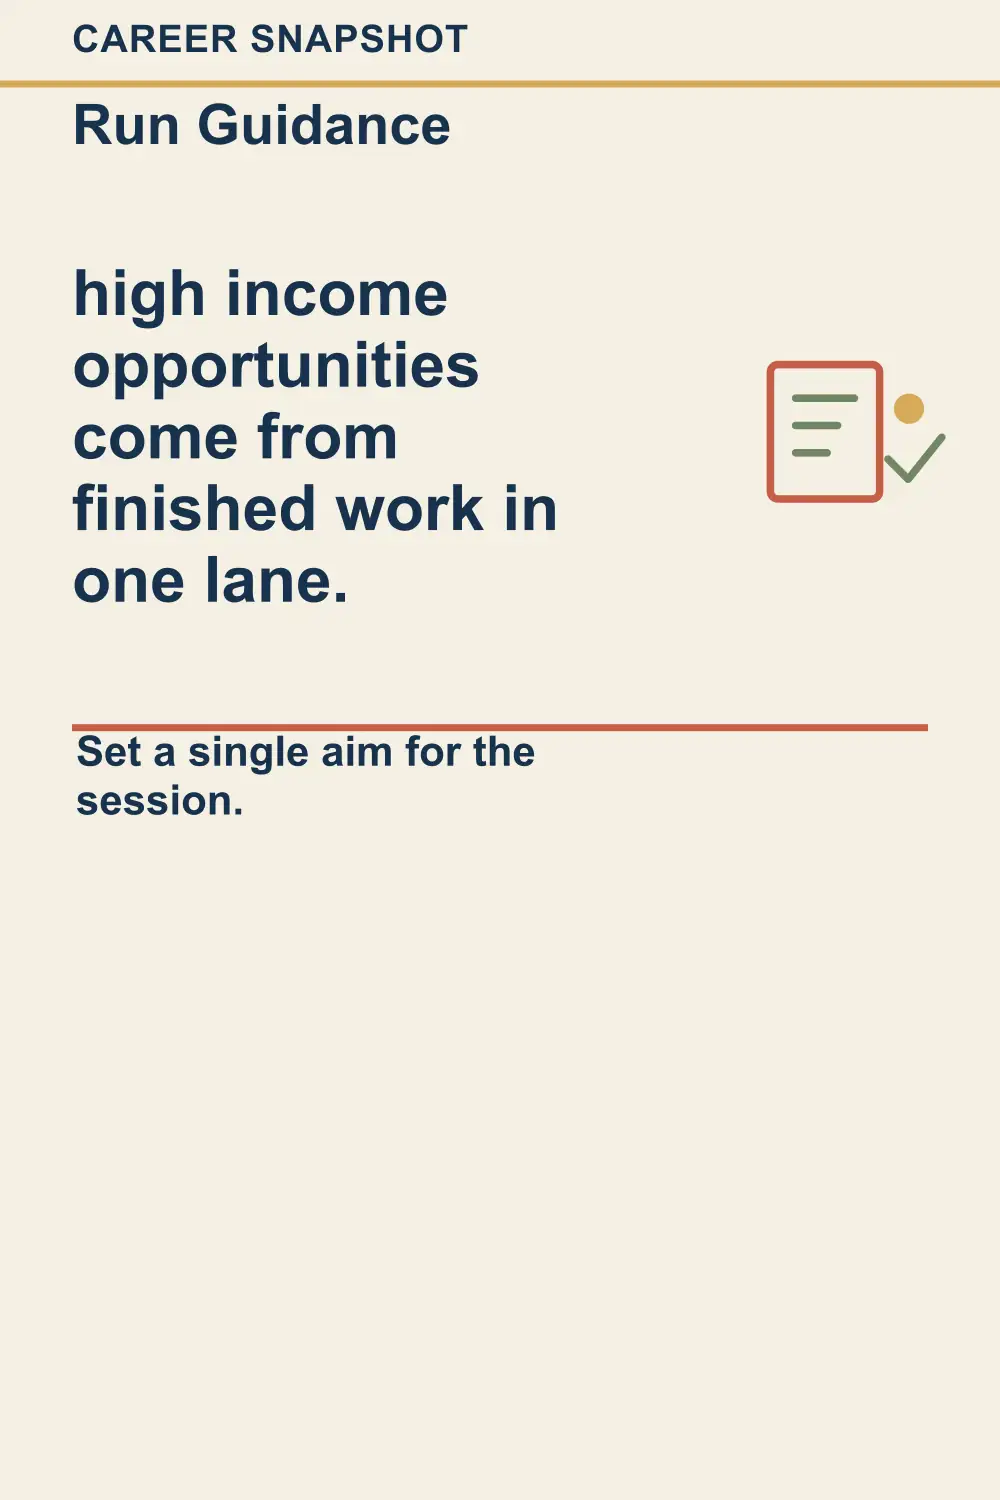 CAREER SNAPSHOT
Run Guidance
high income
opportunities
come from
finished work in
one lane.
Set a single aim for the
session.